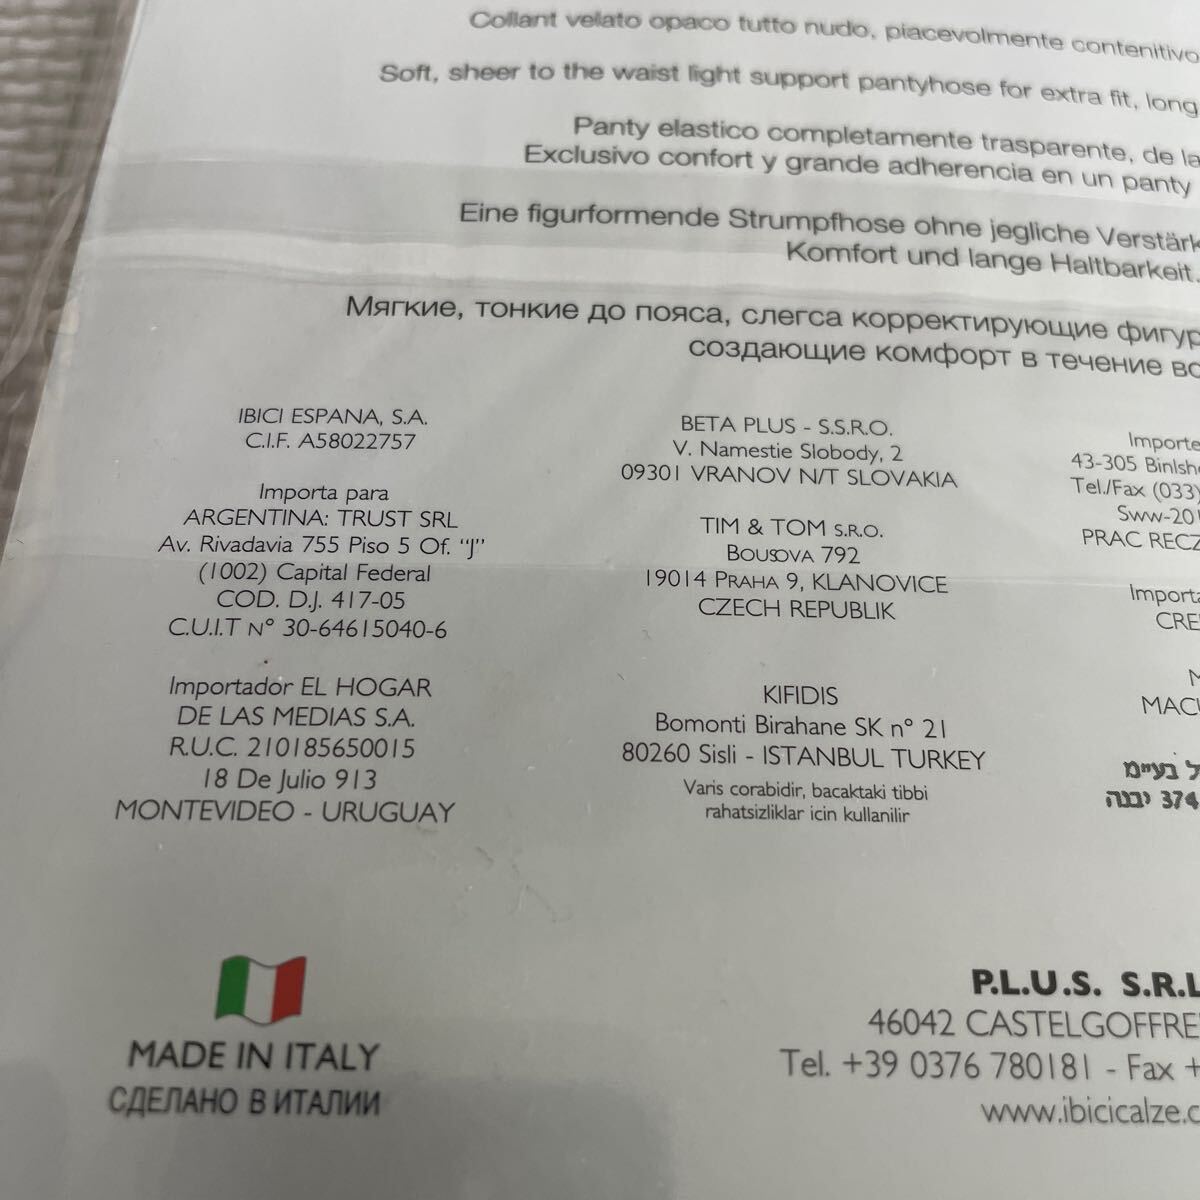 Collant velato opaco tutto nudo, piacevolmente contenitivo
Soft, sheer to the waist light support pantyhose for extra fit, long
Panty elastico completamente trasparente, de la
Exclusivo confort y grande adherencia en un panty
Eine figurformende Strumpfhose ohne jegliche Verstärk
Komfort und lange Haltbarkeit.
Мягкие, тонкие до пояса, слегса корректирующие фигур
создающие комфорт в течение вс
IBICI ESPANA, S.A.
C.I.F. A58022757
Importa para
ARGENTINA: TRUST SRL
Av. Rivadavia 755 Piso 5 Of. "J"
(1002) Capital Federal
COD. D.J. 417-05
C.U.I.T N° 30-64615040-6
Importador EL HOGAR
DE LAS MEDIAS S.A.
R.U.C. 210185650015
18 De Julio 913
MONTEVIDEO - URUGUAY
BETA PLUS - S.S.R.O.
V. Namestie Slobody, 2
09301 VRANOV N/T SLOVAKIA
TIM & TOM S.R.O.
BOUSOVA 792
19014 PRAHA 9, KLANOVICE
CZECH REPUBLIK
KIFIDIS
Bomonti Birahane SK n° 21
80260 Sisli - ISTANBUL TURKEY
Varis corabidir, bacaktaki tibbi
rahatsizliklar icin kullanilir
Importe
43-305 Binlsh
Tel./Fax (033)
Sww-201
PRAC RECZ
Importa
CRE
M
MACU
ל בע״מ
374 יבנה
MADE IN ITALY
СДЕЛАНО В ИТАЛИИ
P.L.U.S. S.R.L
46042 CASTELGOFFRE
Tel. +39 0376 780181 - Fax +
www.ibicicalze.c